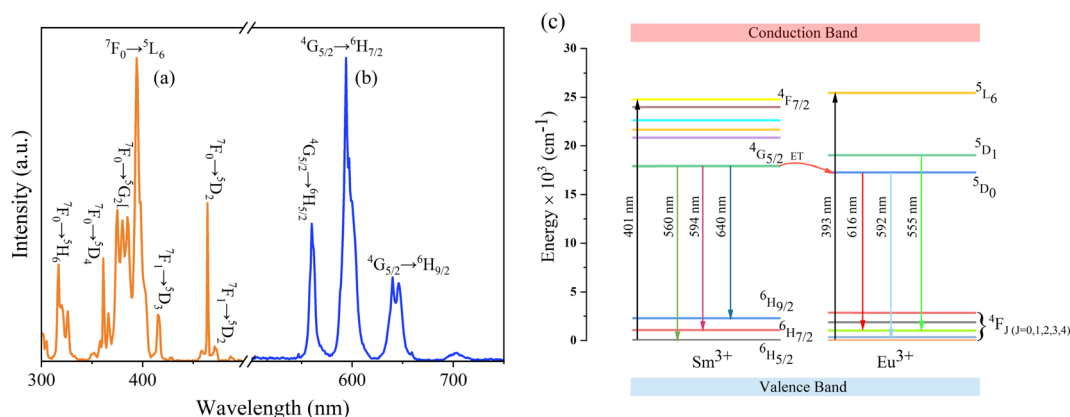 ⁷F₀→⁵L₆
(a)
⁷F₀→⁵H₆
⁷F₀→⁵D₄
⁷F₀→⁵G₂[
⁷F₁→⁵D₃
⁷F₀→⁵D₂
⁷F₁→⁵D₂
⁴G₅/₂→⁶H₇/₂
(b)
⁴G₅/₂→⁶H₅/₂
⁴G₅/₂→⁶H₉/₂
Intensity (a.u.)
300 400 600 700
Wavelength (nm)
(c)
Conduction Band
Energy × 10³ (cm⁻¹)
30
25
20
15
10
5
0
⁴F₇/₂
⁴G₅/₂
ET
401 nm
560 nm
594 nm
640 nm
⁶H₉/₂
⁶H₇/₂
⁶H₅/₂
Sm³⁺
⁵L₆
⁵D₁
⁵D₀
393 nm
616 nm
592 nm
555 nm
}⁴F_J (J=0,1,2,3,4)
Eu³⁺
Valence Band